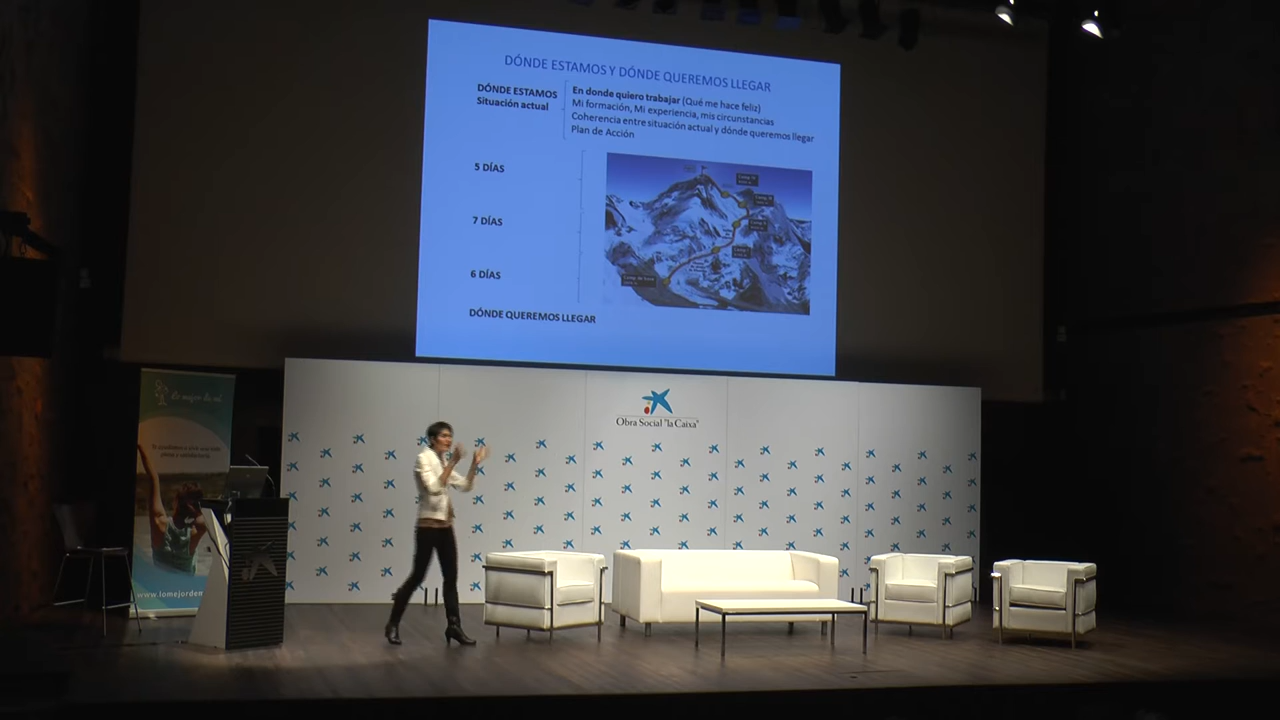 DÓNDE ESTAMOS Y DÓNDE QUEREMOS LLEGAR
DÓNDE ESTAMOS
Situación actual
En donde quiero trabajar (Qué me hace feliz)
Mi formación, Mi experiencia, mis circunstancias
Coherencia entre situación actual y dónde queremos llegar
Plan de Acción
5 DÍAS
7 DÍAS
6 DÍAS
DÓNDE QUEREMOS LLEGAR
Obra Social "la Caixa"
Lo mejor de mi
www.lomejorden